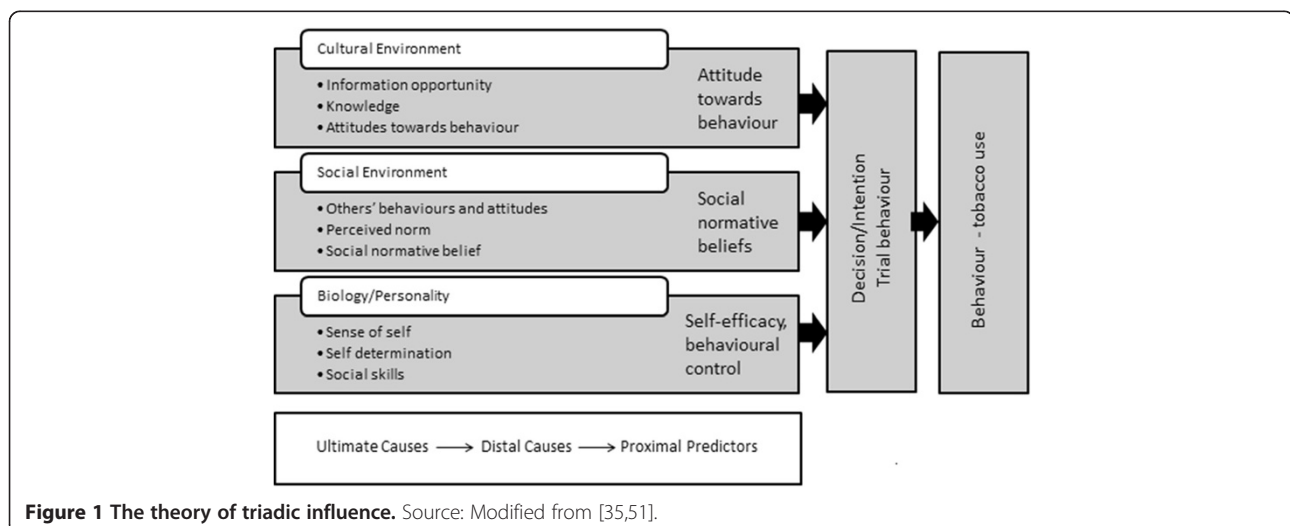 Cultural Environment
• Information opportunity
• Knowledge
• Attitudes towards behaviour
Attitude
towards
behaviour
Social Environment
• Others' behaviours and attitudes
• Perceived norm
• Social normative belief
Social
normative
beliefs
Biology/Personality
• Sense of self
• Self determination
• Social skills
Self-efficacy,
behavioural
control
Decision/Intention
Trial behaviour
Behaviour - tobacco use
Ultimate Causes → Distal Causes → Proximal Predictors
Figure 1 The theory of triadic influence. Source: Modified from [35,51].